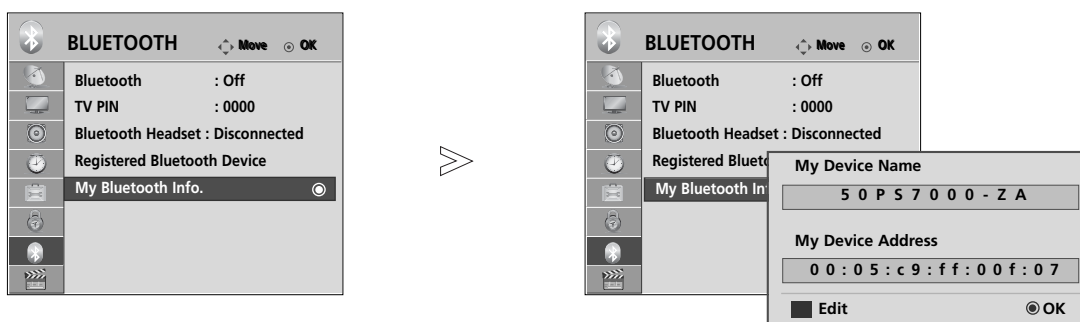 BLUETOOTH Move OK
Bluetooth : Off
TV PIN : 0000
Bluetooth Headset : Disconnected
Registered Bluetooth Device
My Bluetooth Info.
BLUETOOTH Move OK
Bluetooth : Off
TV PIN : 0000
Bluetooth Headset : Disconnected
Registered Blueto
My Bluetooth In
My Device Name
5 0 P S 7 0 0 0 - Z A
My Device Address
0 0 : 0 5 : c 9 : f f : 0 0 f : 0 7
Edit OK